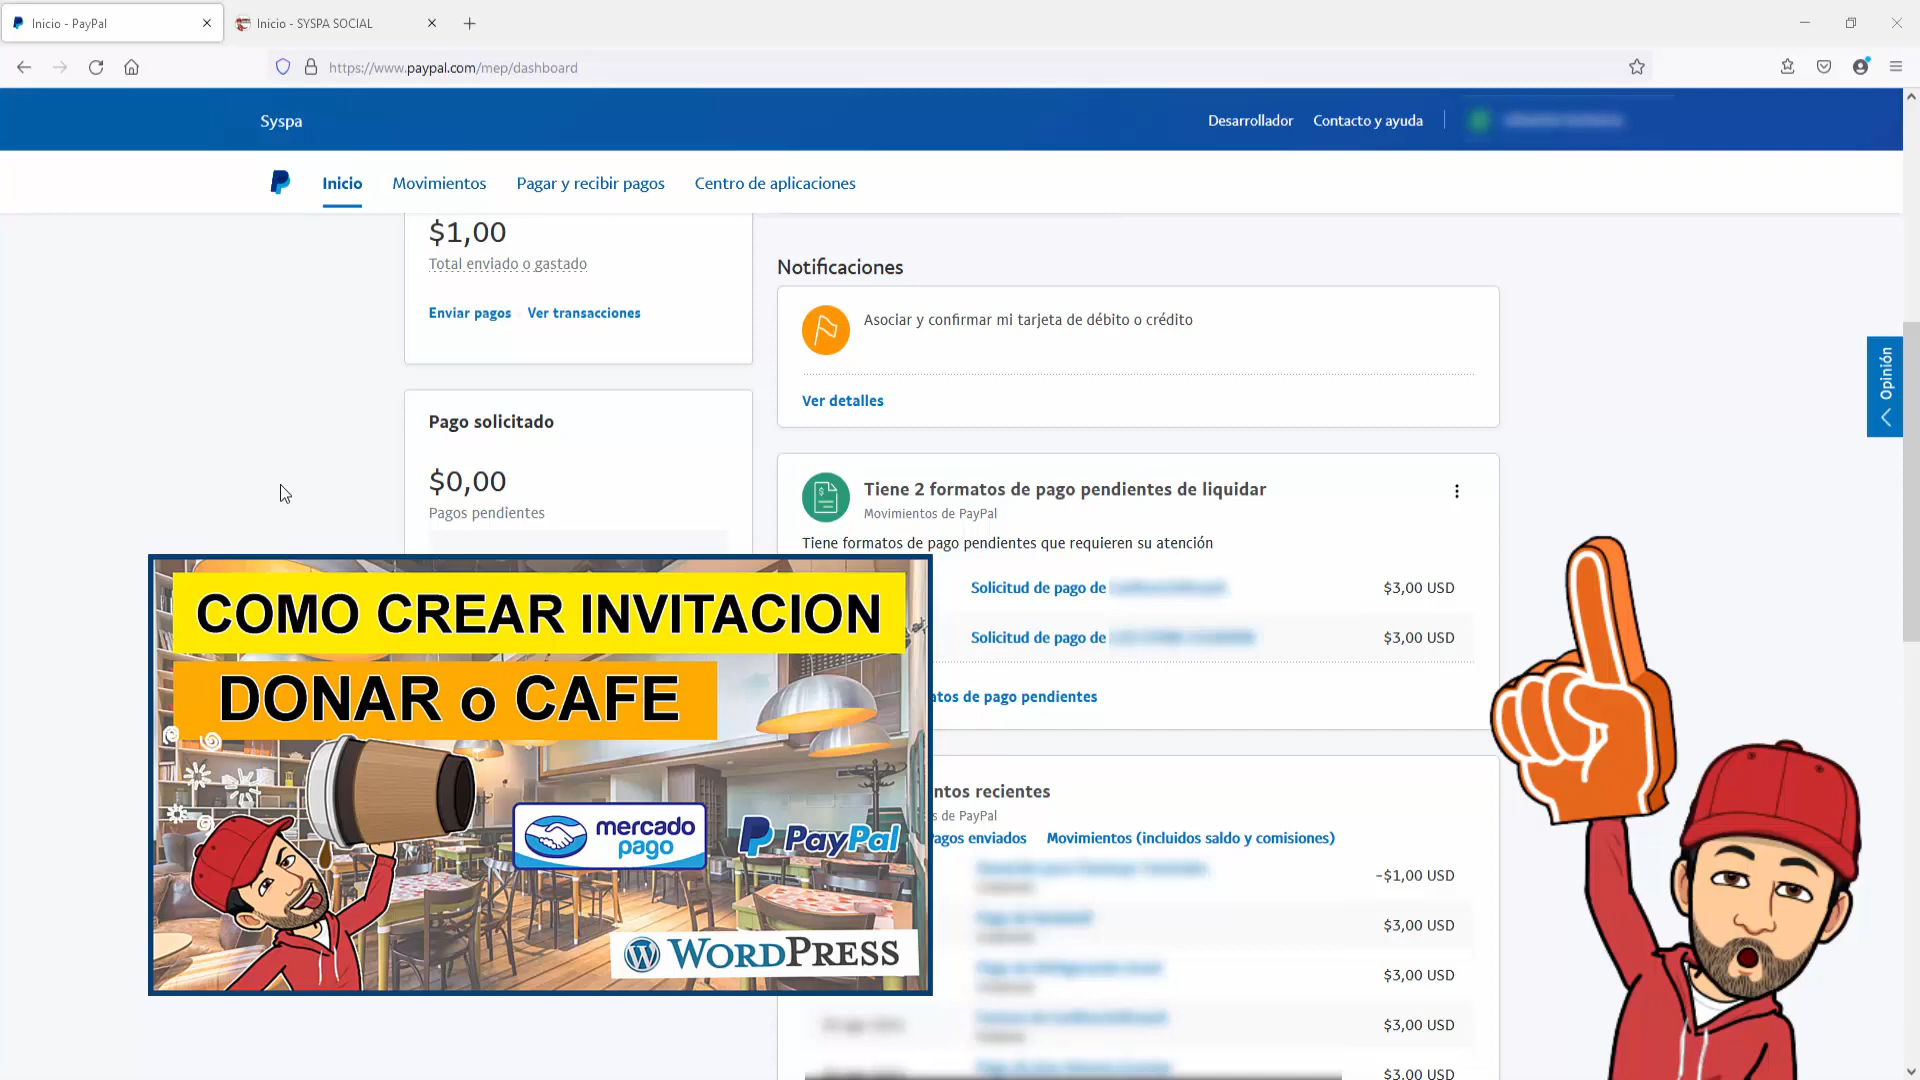 Inicio - PayPal
Inicio - SYSPA SOCIAL
https://www.paypal.com/mep/dashboard
Syspa
Desarrollador
Contacto y ayuda
Inicio
Movimientos
Pagar y recibir pagos
Centro de aplicaciones
$1,00
Total enviado o gastado
Enviar pagos
Ver transacciones
Pago solicitado
$0,00
Pagos pendientes
Notificaciones
Asociar y confirmar mi tarjeta de débito o crédito
Ver detalles
Tiene 2 formatos de pago pendientes de liquidar
Movimientos de PayPal
Tiene formatos de pago pendientes que requieren su atención
Solicitud de pago de
$3,00 USD
Solicitud de pago de
$3,00 USD
atos de pago pendientes
ntos recientes
s de PayPal
Pagos enviados
Movimientos (incluidos saldo y comisiones)
-$1,00 USD
$3,00 USD
$3,00 USD
$3,00 USD
$3,00 USD
Opinión
COMO CREAR INVITACION
DONAR o CAFE
mercado
pago
PayPal
WORDPRESS